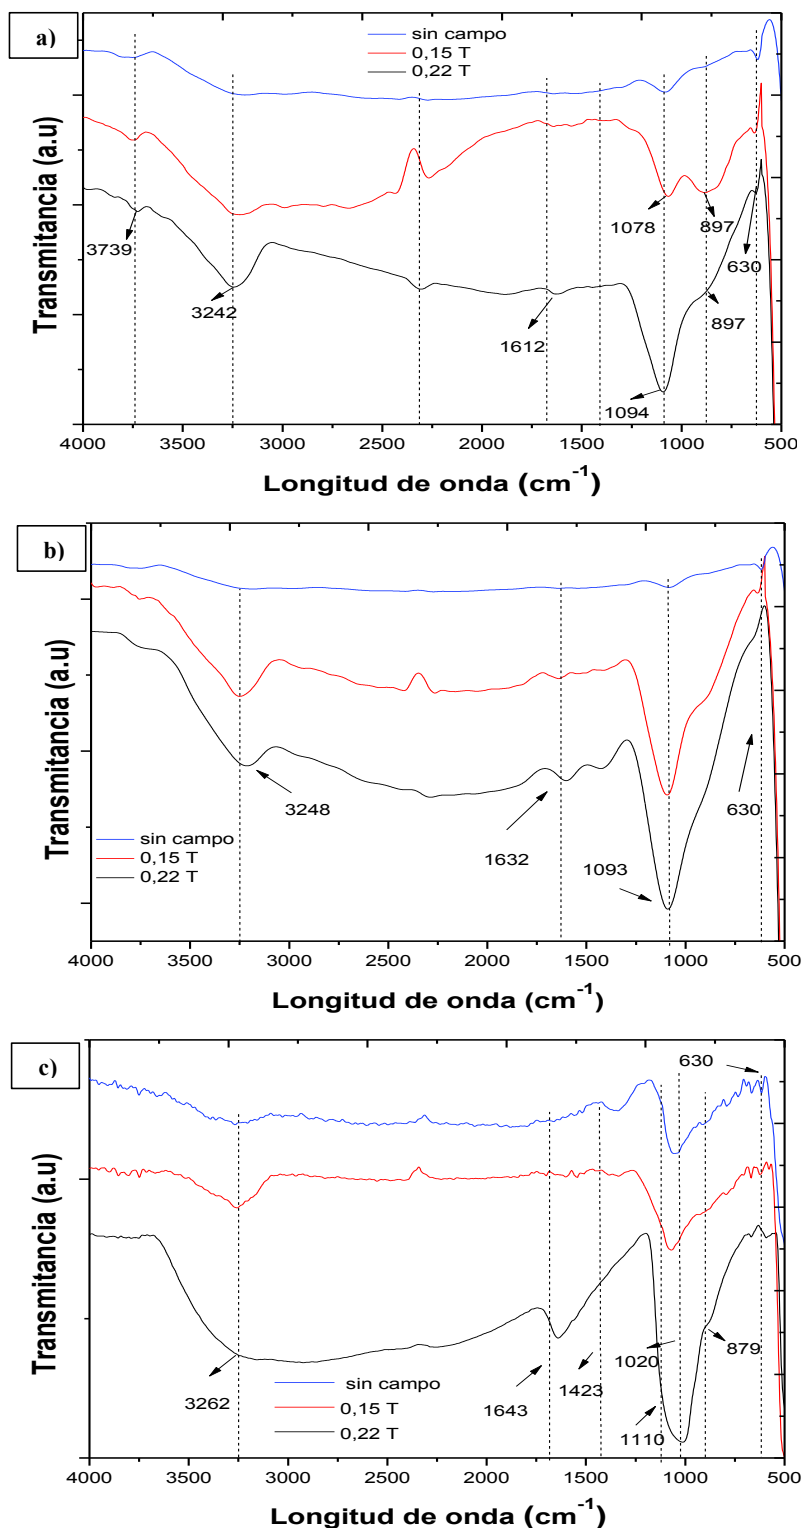 a)
sin campo
0,15 T
0,22 T
Transmitancia (a.u)
3739
3242
1612
1078
897
630
897
1094
4000 3500 3000 2500 2000 1500 1000 500
Longitud de onda (cm-1)
b)
Transmitancia (a.u)
3248
1632
1093
630
sin campo
0,15 T
0,22 T
4000 3500 3000 2500 2000 1500 1000 500
Longitud de onda (cm-1)
c)
630
Transmitancia (a.u)
3262
1643
1423
1020
1110
879
sin campo
0,15 T
0,22 T
4000 3500 3000 2500 2000 1500 1000 500
Longitud de onda (cm-1)